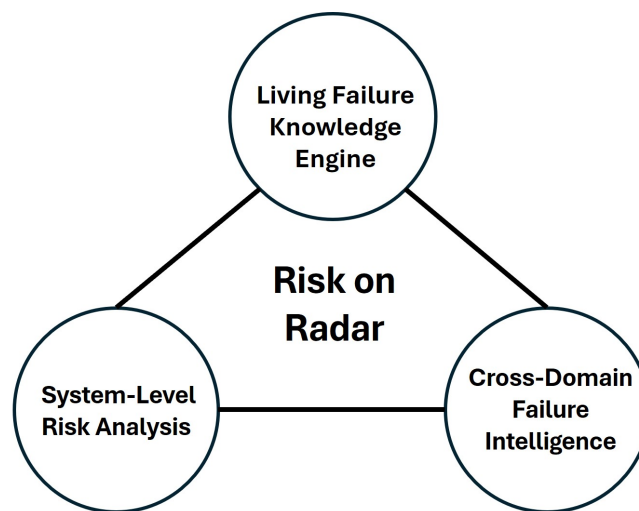 Living Failure
Knowledge
Engine
Risk on
Radar
System-Level
Risk Analysis
Cross-Domain
Failure
Intelligence